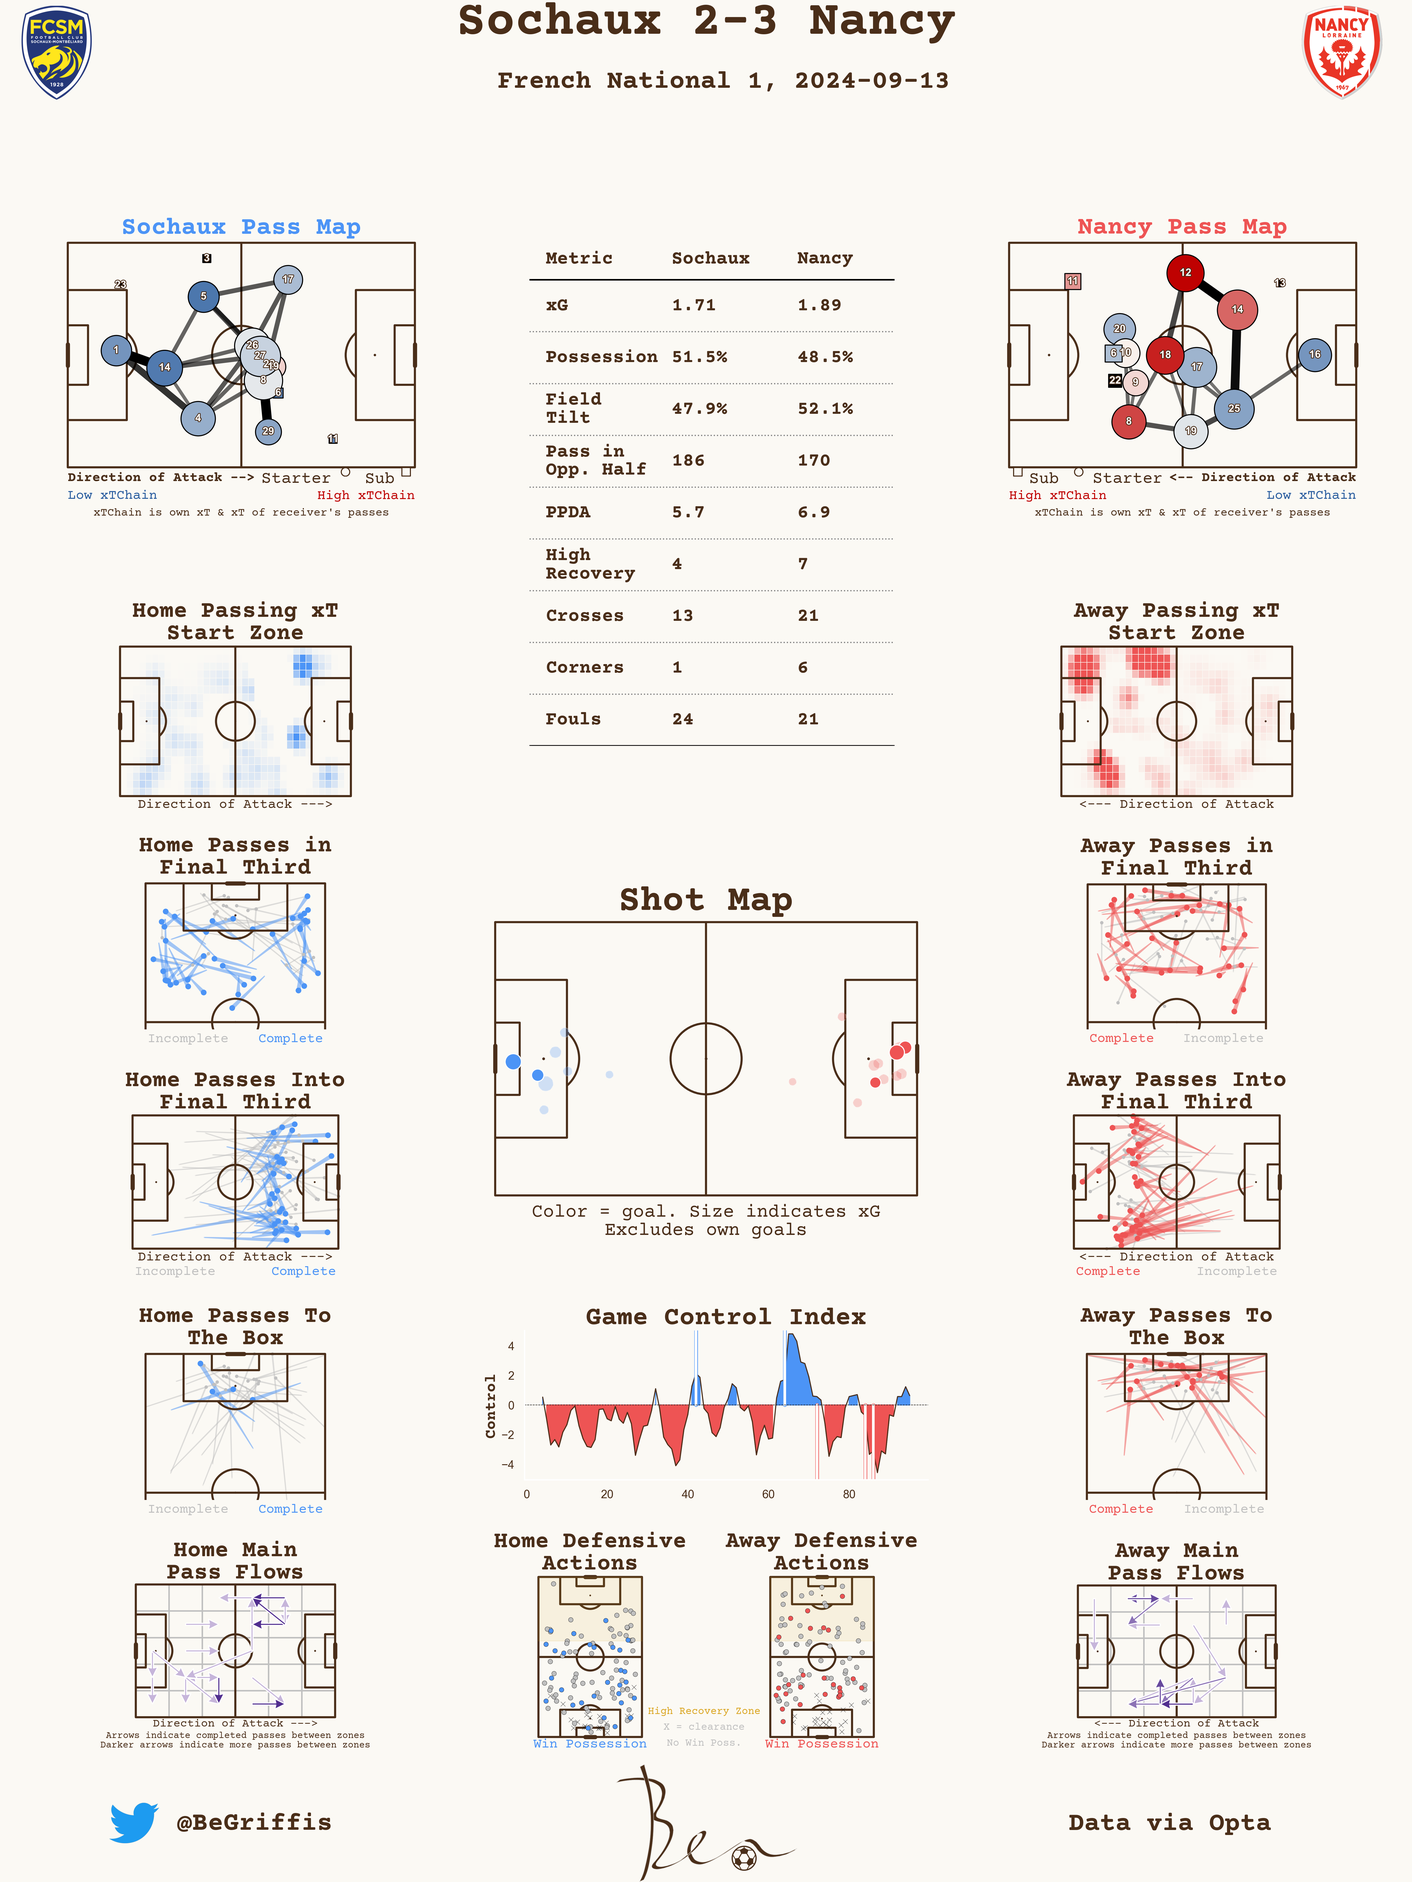 Sochaux 2-3 Nancy
French National 1, 2024-09-13
FCSM
FOOTBALL CLUB
SOCHAUX-MONTBÉLIARD
1928
NANCY
LORRAINE
1967
Sochaux Pass Map
3
23
5
17
1
14
26
27
19
8
6
4
29
11
Direction of Attack --> Starter Sub
Low xTChain High xTChain
xTChain is own xT & xT of receiver's passes
Metric Sochaux Nancy
xG 1.71 1.89
Possession 51.5% 48.5%
Field
Tilt 47.9% 52.1%
Pass in
Opp. Half 186 170
PPDA 5.7 6.9
High
Recovery 4 7
Crosses 13 21
Corners 1 6
Fouls 24 21
Nancy Pass Map
11
12
13
14
20
6
10
18
17
16
22
9
8
19
25
Sub Starter <-- Direction of Attack
High xTChain Low xTChain
xTChain is own xT & xT of receiver's passes
Home Passing xT
Start Zone
Direction of Attack --->
Away Passing xT
Start Zone
<--- Direction of Attack
Home Passes in
Final Third
Incomplete Complete
Away Passes in
Final Third
Complete Incomplete
Shot Map
Color = goal. Size indicates xG
Excludes own goals
Home Passes Into
Final Third
Direction of Attack --->
Incomplete Complete
Away Passes Into
Final Third
<--- Direction of Attack
Complete Incomplete
Home Passes To
The Box
Incomplete Complete
Game Control Index
Control
4
2
0
−2
−4
0 20 40 60 80
Away Passes To
The Box
Complete Incomplete
Home Main
Pass Flows
Direction of Attack --->
Arrows indicate completed passes between zones
Darker arrows indicate more passes between zones
Home Defensive
Actions
Win Possession
Away Defensive
Actions
Win Possession
High Recovery Zone
X = clearance
No Win Poss.
Away Main
Pass Flows
<--- Direction of Attack
Arrows indicate completed passes between zones
Darker arrows indicate more passes between zones
@BeGriffis
Ben
Data via Opta